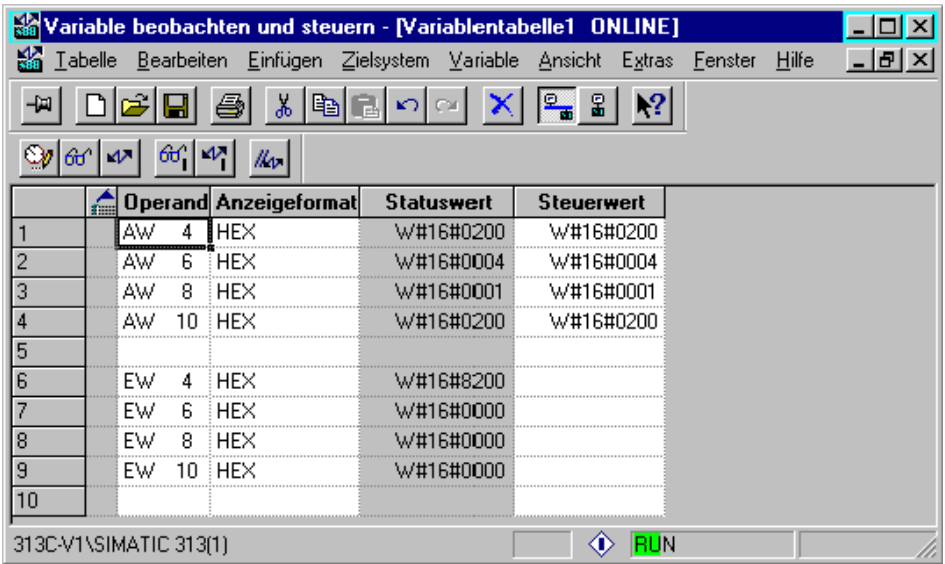 Variable beobachten und steuern - [Variablentabelle1 ONLINE]
Tabelle Bearbeiten Einfügen Zielsystem Variable Ansicht Extras Fenster Hilfe
Operand Anzeigeformat Statuswert Steuerwert
1 AW 4 HEX W#16#0200 W#16#0200
2 AW 6 HEX W#16#0004 W#16#0004
3 AW 8 HEX W#16#0001 W#16#0001
4 AW 10 HEX W#16#0200 W#16#0200
5
6 EW 4 HEX W#16#8200
7 EW 6 HEX W#16#0000
8 EW 8 HEX W#16#0000
9 EW 10 HEX W#16#0000
10
313C-V1\SIMATIC 313(1) RUN